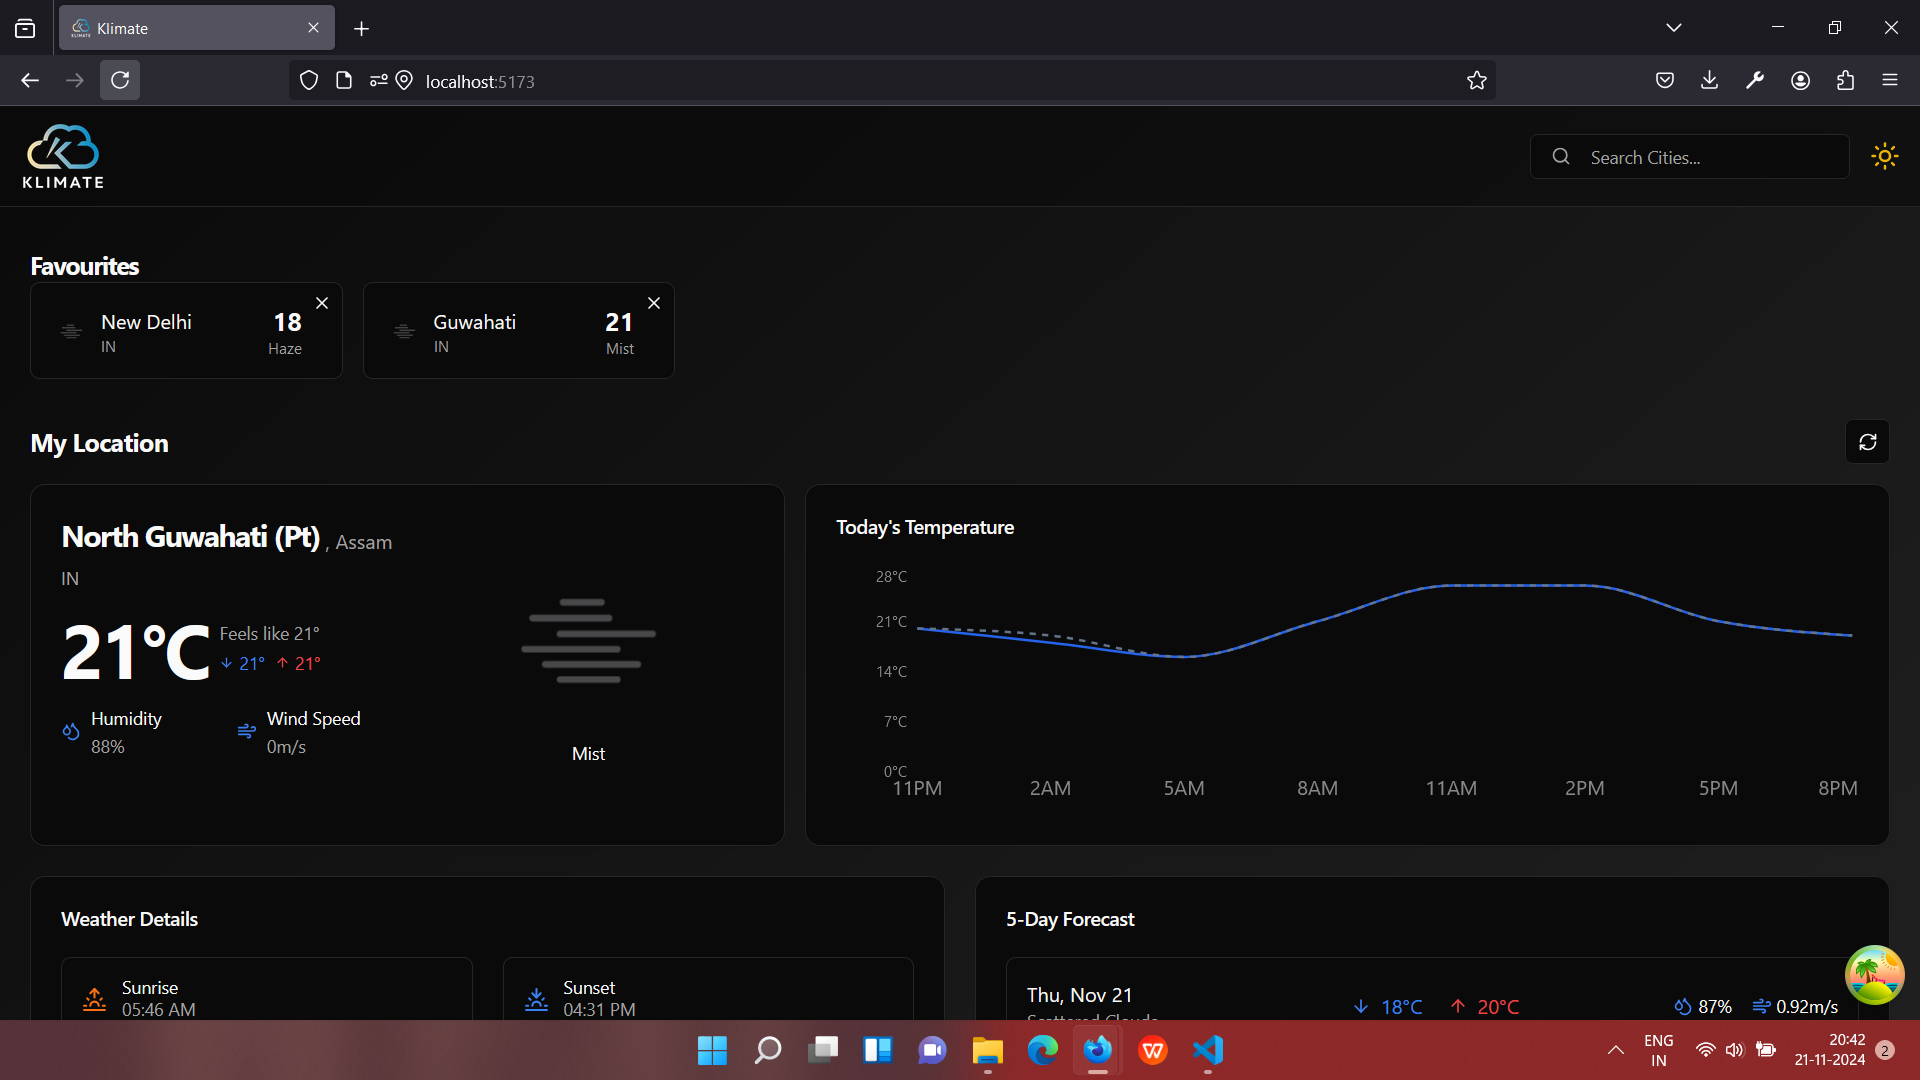 Klimate
localhost:5173
KLIMATE
Search Cities...
Favourites
New Delhi
IN
18
Haze
Guwahati
IN
21
Mist
My Location
North Guwahati (Pt) , Assam
IN
21°C
Feels like 21°
21° 21°
Humidity
88%
Wind Speed
0m/s
Mist
Today's Temperature
28°C
21°C
14°C
7°C
0°C
11PM 2AM 5AM 8AM 11AM 2PM 5PM 8PM
Weather Details
Sunrise
05:46 AM
Sunset
04:31 PM
5-Day Forecast
Thu, Nov 21
Scattered Clouds
18°C 20°C
87% 0.92m/s
ENG
IN
20:42
21-11-2024
2